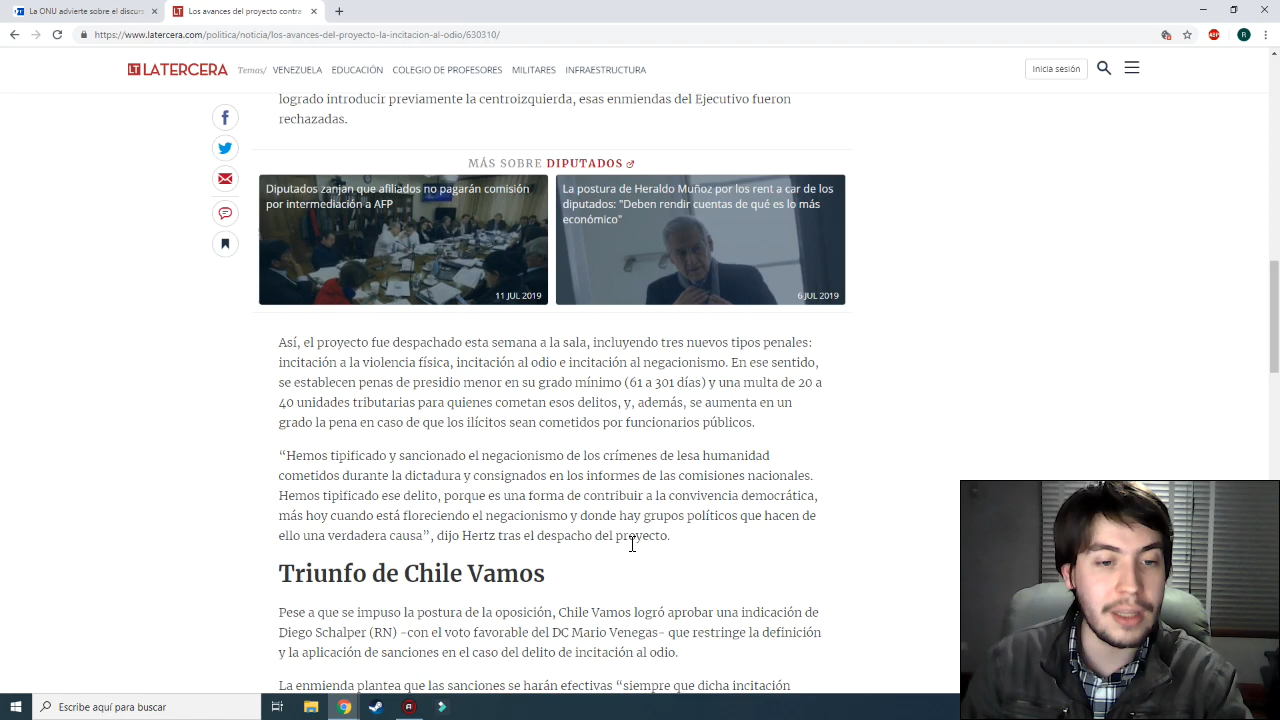 La ONU advierte sobre el discurs
Los avances del proyecto contra
https://www.latercera.com/politica/noticia/los-avances-del-proyecto-la-incitacion-al-odio/630310/
ABP
R
LT LATERCERA Temas/ VENEZUELA EDUCACIÓN COLEGIO DE PROFESORES MILITARES INFRAESTRUCTURA Inicia sesión
logrado introducir previamente la centroizquierda, esas enmiendas del Ejecutivo fueron
rechazadas.
MÁS SOBRE DIPUTADOS
Diputados zanjan que afiliados no pagarán comisión
por intermediación a AFP
11 JUL 2019
La postura de Heraldo Muñoz por los rent a car de los
diputados: "Deben rendir cuentas de qué es lo más
económico"
6 JUL 2019
Así, el proyecto fue despachado esta semana a la sala, incluyendo tres nuevos tipos penales:
incitación a la violencia física, incitación al odio e incitación al negacionismo. En ese sentido,
se establecen penas de presidio menor en su grado mínimo (61 a 301 días) y una multa de 20 a
40 unidades tributarias para quienes cometan esos delitos, y, además, se aumenta en un
grado la pena en caso de que los ilícitos sean cometidos por funcionarios públicos.
“Hemos tipificado y sancionado el negacionismo de los crímenes de lesa humanidad
cometidos durante la dictadura y consignados en los informes de las comisiones nacionales.
Hemos tipificado ese delito, porque es una forma de contribuir a la convivencia democrática,
más hoy cuando está floreciendo el negacionismo y donde hay grupos políticos que hacen de
ello una verdadera causa”, dijo Hertz tras el despacho del proyecto.
Triunfo de Chile Vamos
Pese a que se impuso la postura de la oposición, Chile Vamos logró aprobar una indicación de
Diego Schalper (RN) -con el voto favorable del DC Mario Venegas- que restringe la definición
y la aplicación de sanciones en el caso del delito de incitación al odio.
La enmienda plantea que las sanciones se harán efectivas “siempre que dicha incitación
Escribe aquí para buscar